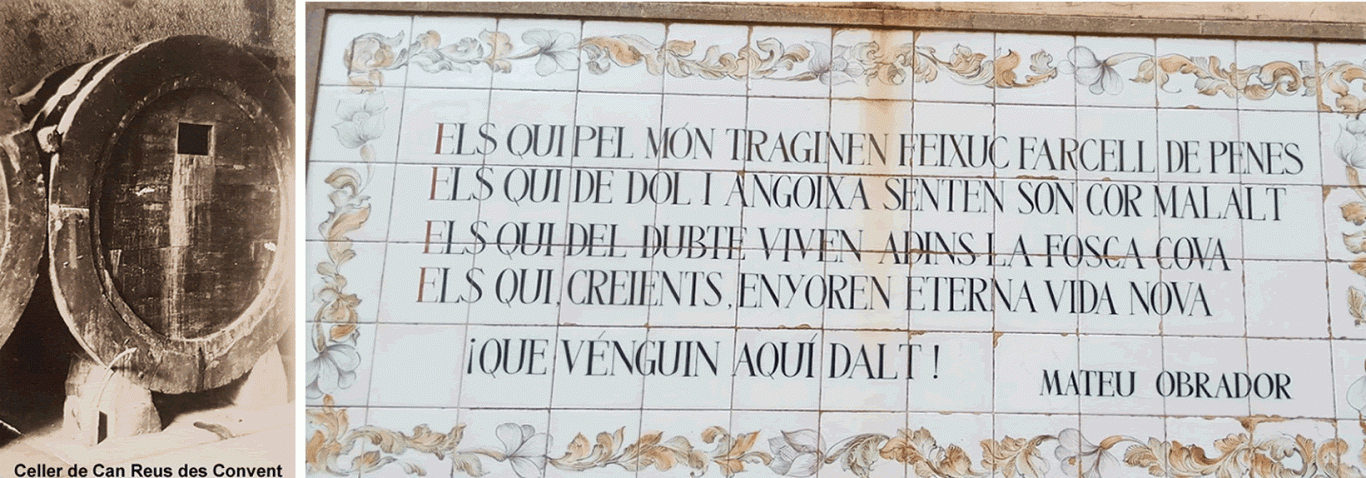 ELS QUI PEL MÓN TRAGINEN FEIXUC FARCELL DE PENES
ELS QUI DE DOL I ANGOIXA SENTEN SON COR MALALT
ELS QUI DEL DUBTE VIVEN ADINS LA FOSCA COVA
ELS QUI, CREIENTS, ENYOREN ETERNA VIDA NOVA
¡QUE VÉNGUIN AQUÍ DALT!
MATEU OBRADOR
Celler de Can Reus des Convent